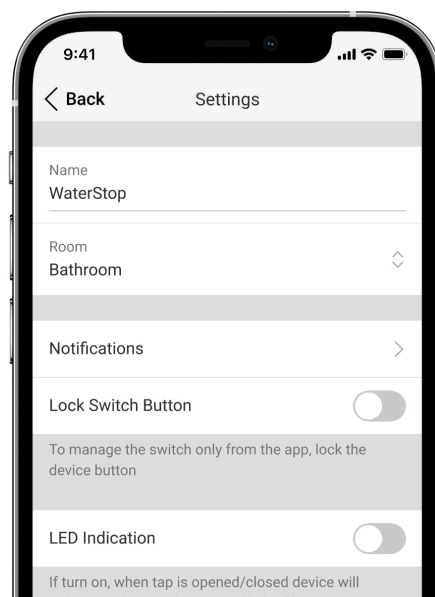 9:41
Back
Settings
Name
WaterStop
Room
Bathroom
Notifications
Lock Switch Button
To manage the switch only from the app, lock the
device button
LED Indication
If turn on, when tap is opened/closed device will